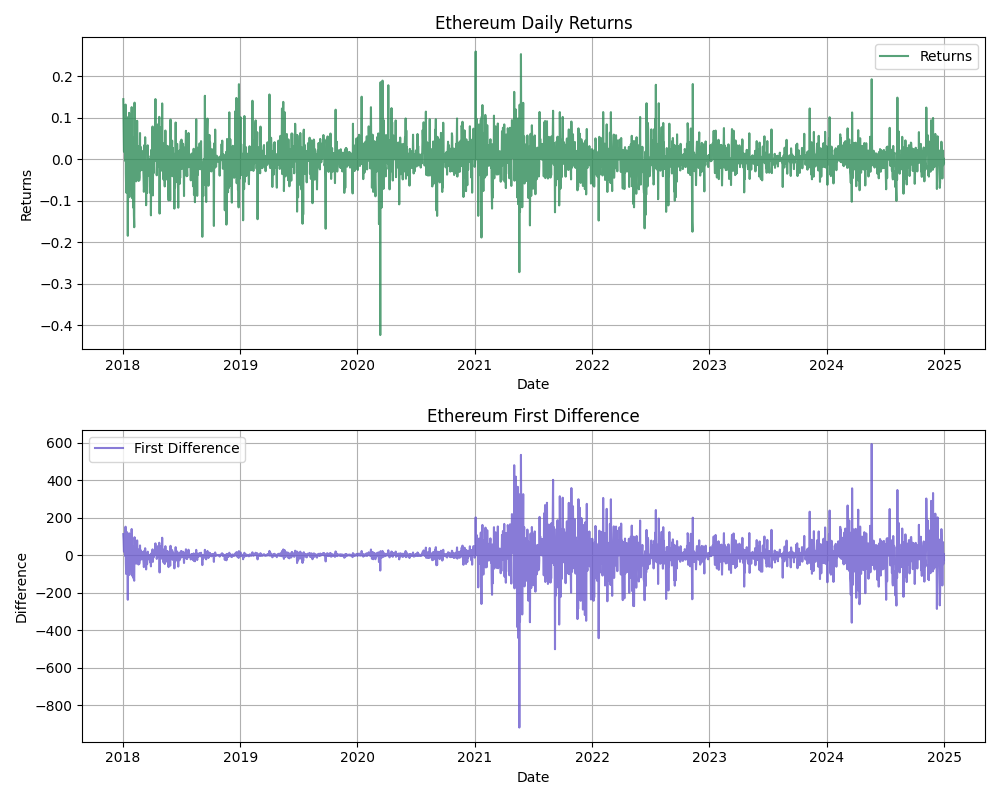 Ethereum Daily Returns
Returns
0.2
0.1
0.0
−0.1
−0.2
−0.3
−0.4
Returns
2018 2019 2020 2021 2022 2023 2024 2025
Date
Ethereum First Difference
First Difference
600
400
200
0
−200
−400
−600
−800
Difference
2018 2019 2020 2021 2022 2023 2024 2025
Date